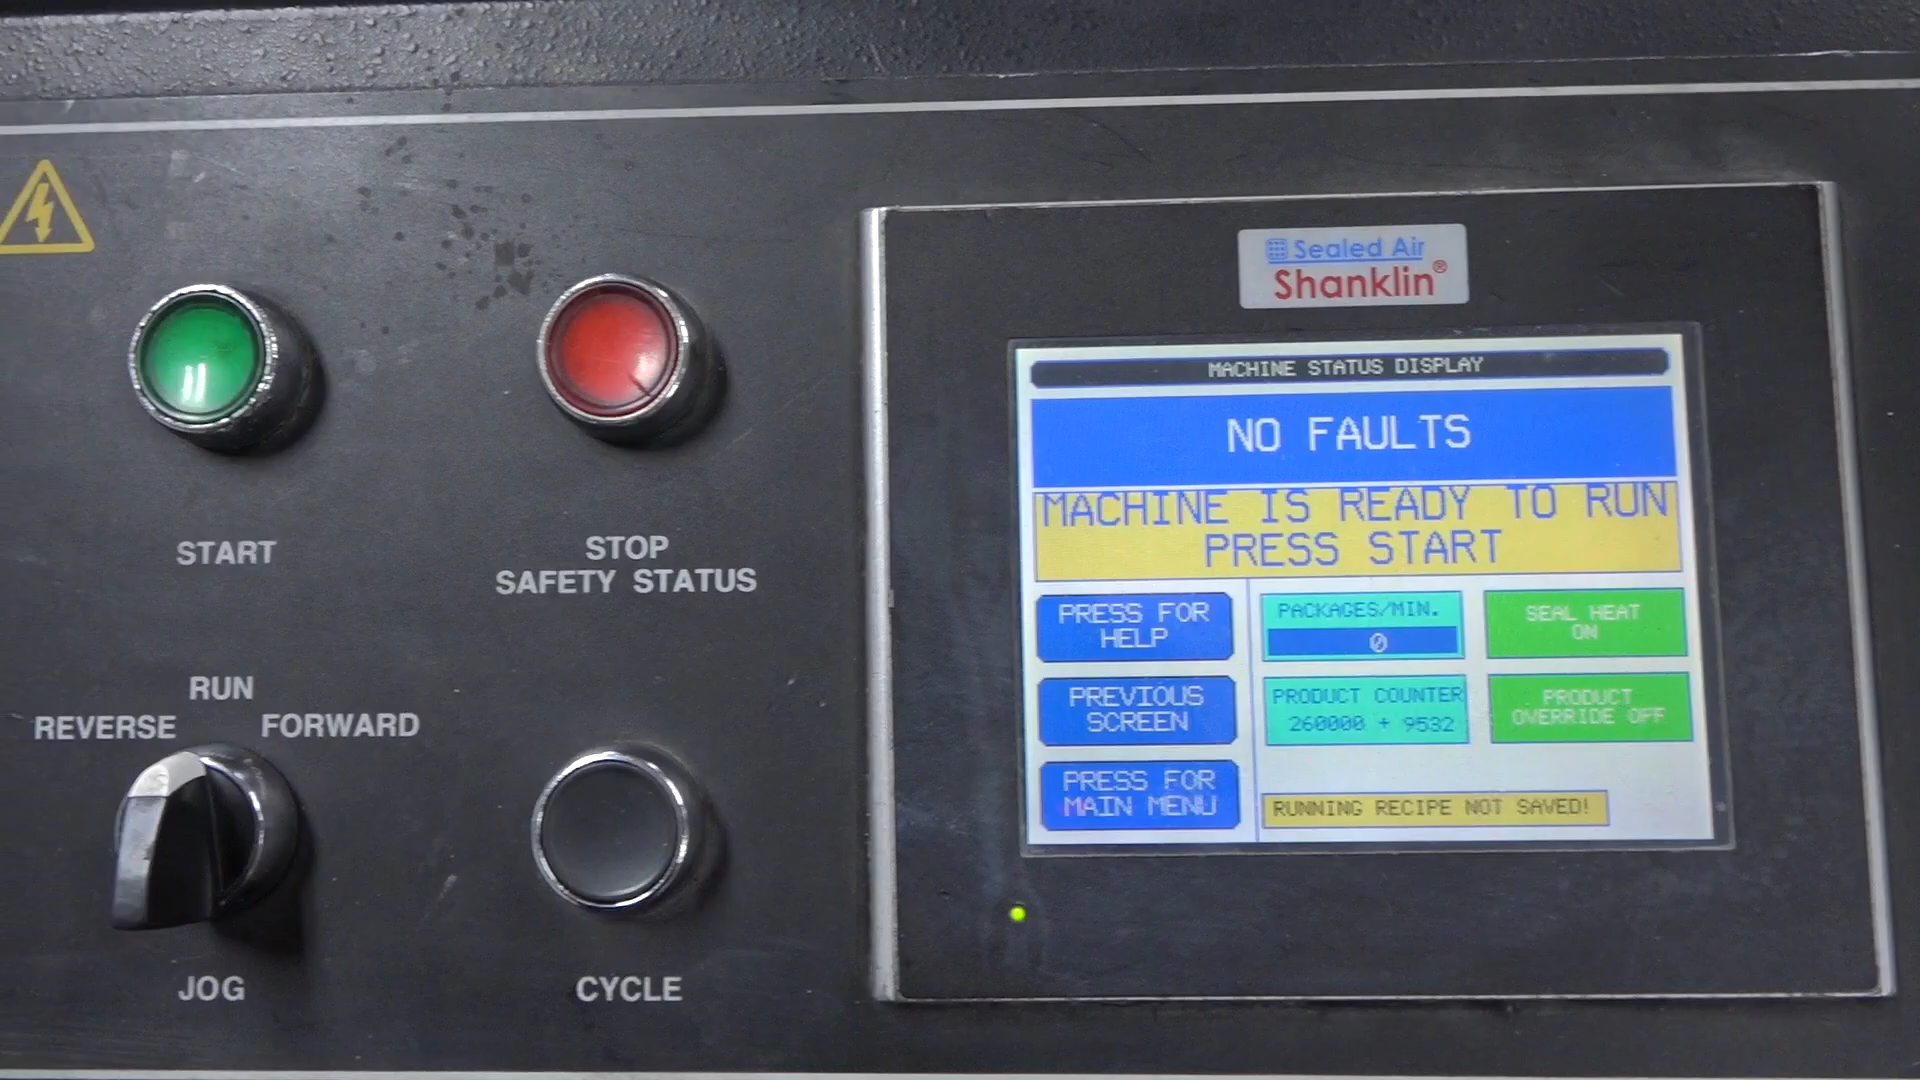 START
STOP
SAFETY STATUS
RUN
REVERSE FORWARD
JOG
CYCLE
Sealed Air
Shanklin®
MACHINE STATUS DISPLAY
NO FAULTS
MACHINE IS READY TO RUN
PRESS START
PRESS FOR
HELP
PACKAGES/MIN.
0
SEAL HEAT
ON
PREVIOUS
SCREEN
PRODUCT COUNTER
260000 + 9532
PRODUCT
OVERRIDE OFF
PRESS FOR
MAIN MENU
RUNNING RECIPE NOT SAVED!